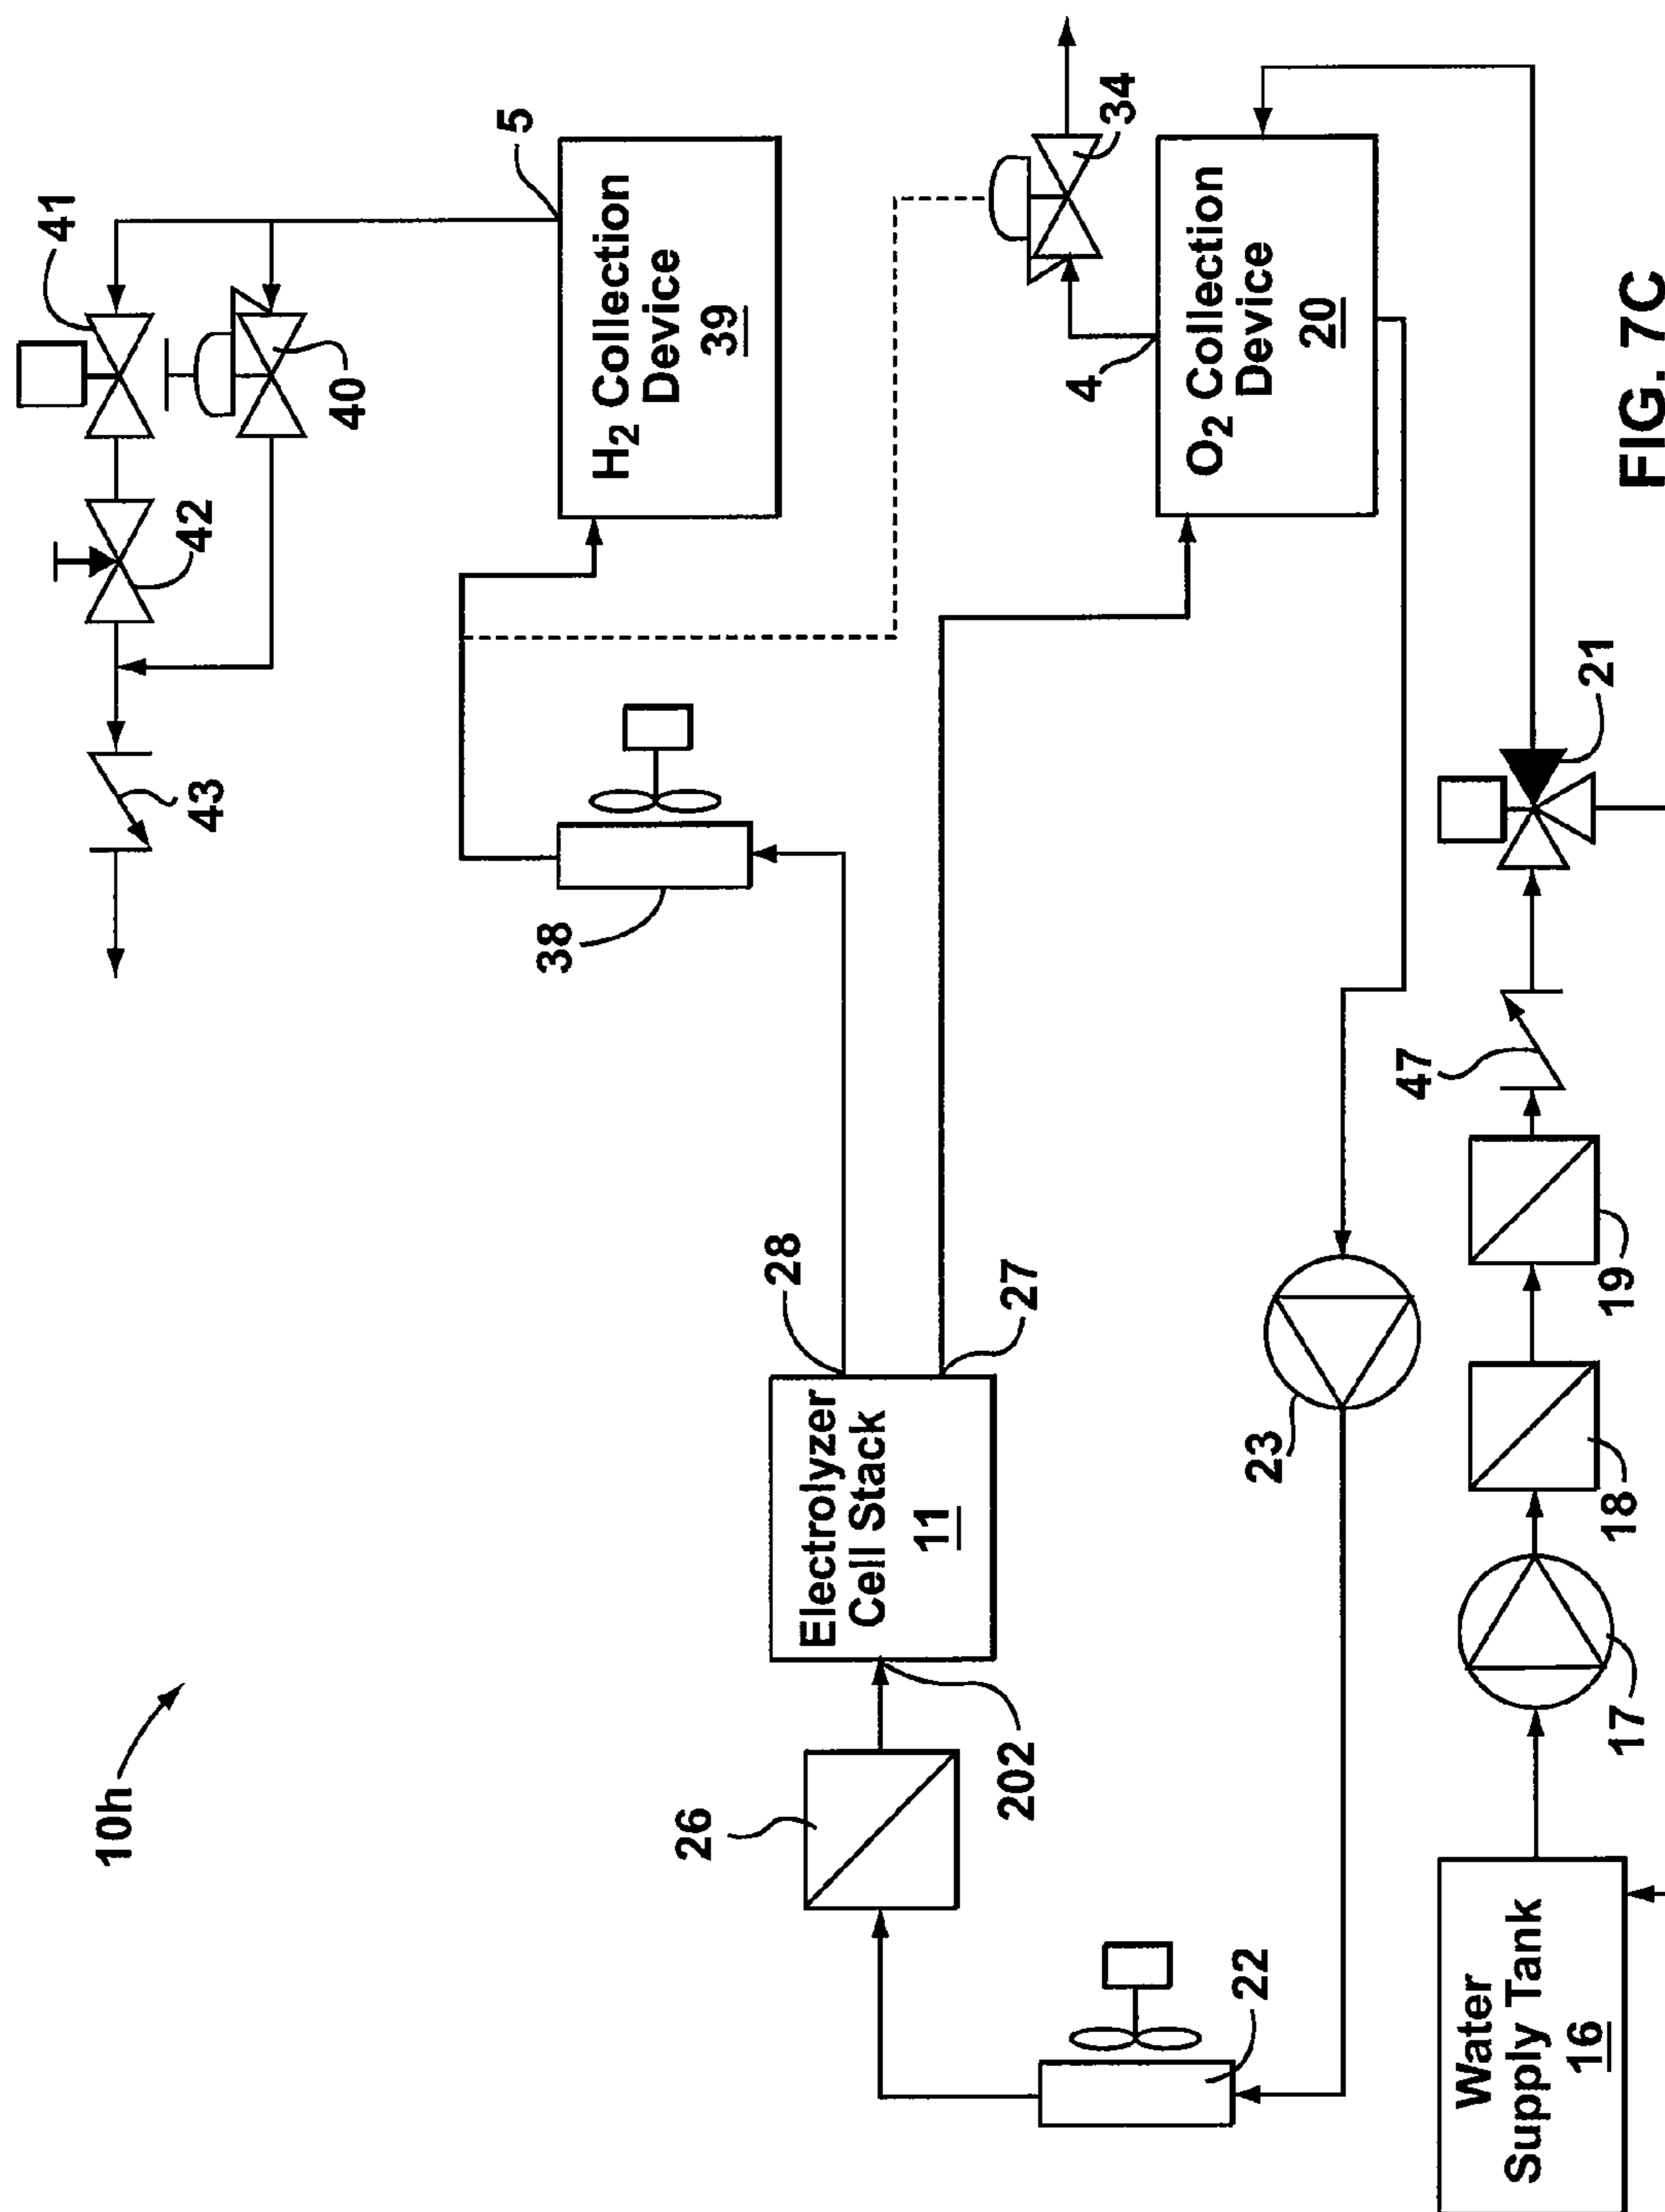 10h
41
42
43
40
5
H2 Collection
Device
39
38
34
4
O2 Collection
Device
20
28
27
Electrolyzer
Cell Stack
11
202
26
22
23
21
47
19
18
17
Water
Supply Tank
16
FIG. 7C